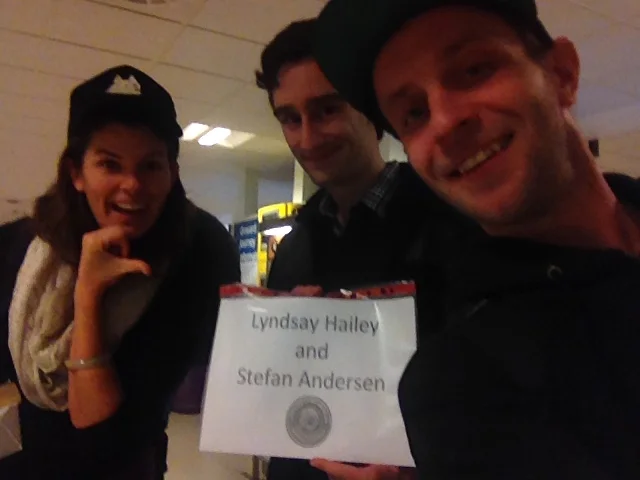 Lyndsay Hailey
and
Stefan Andersen